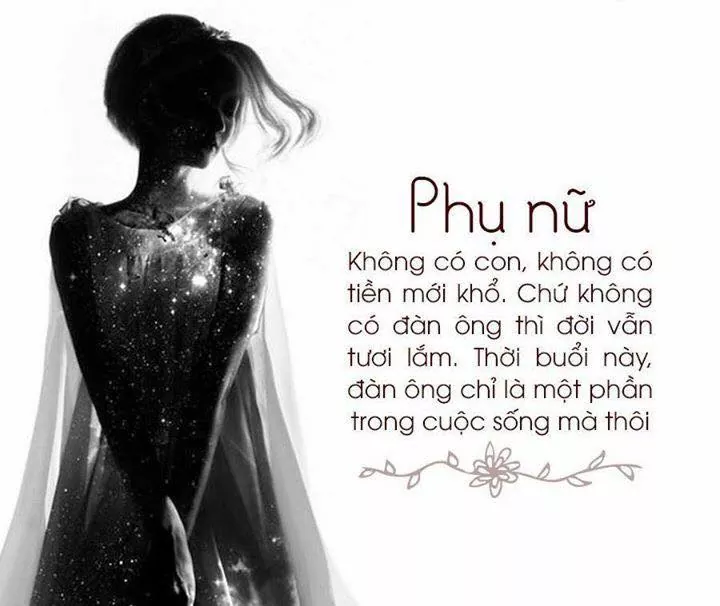 Phụ nữ
Không có con, không có
tiền mới khổ. Chứ không
có đàn ông thì đời vẫn
tươi lắm. Thời buổi này,
đàn ông chỉ là một phần
trong cuộc sống mà thôi